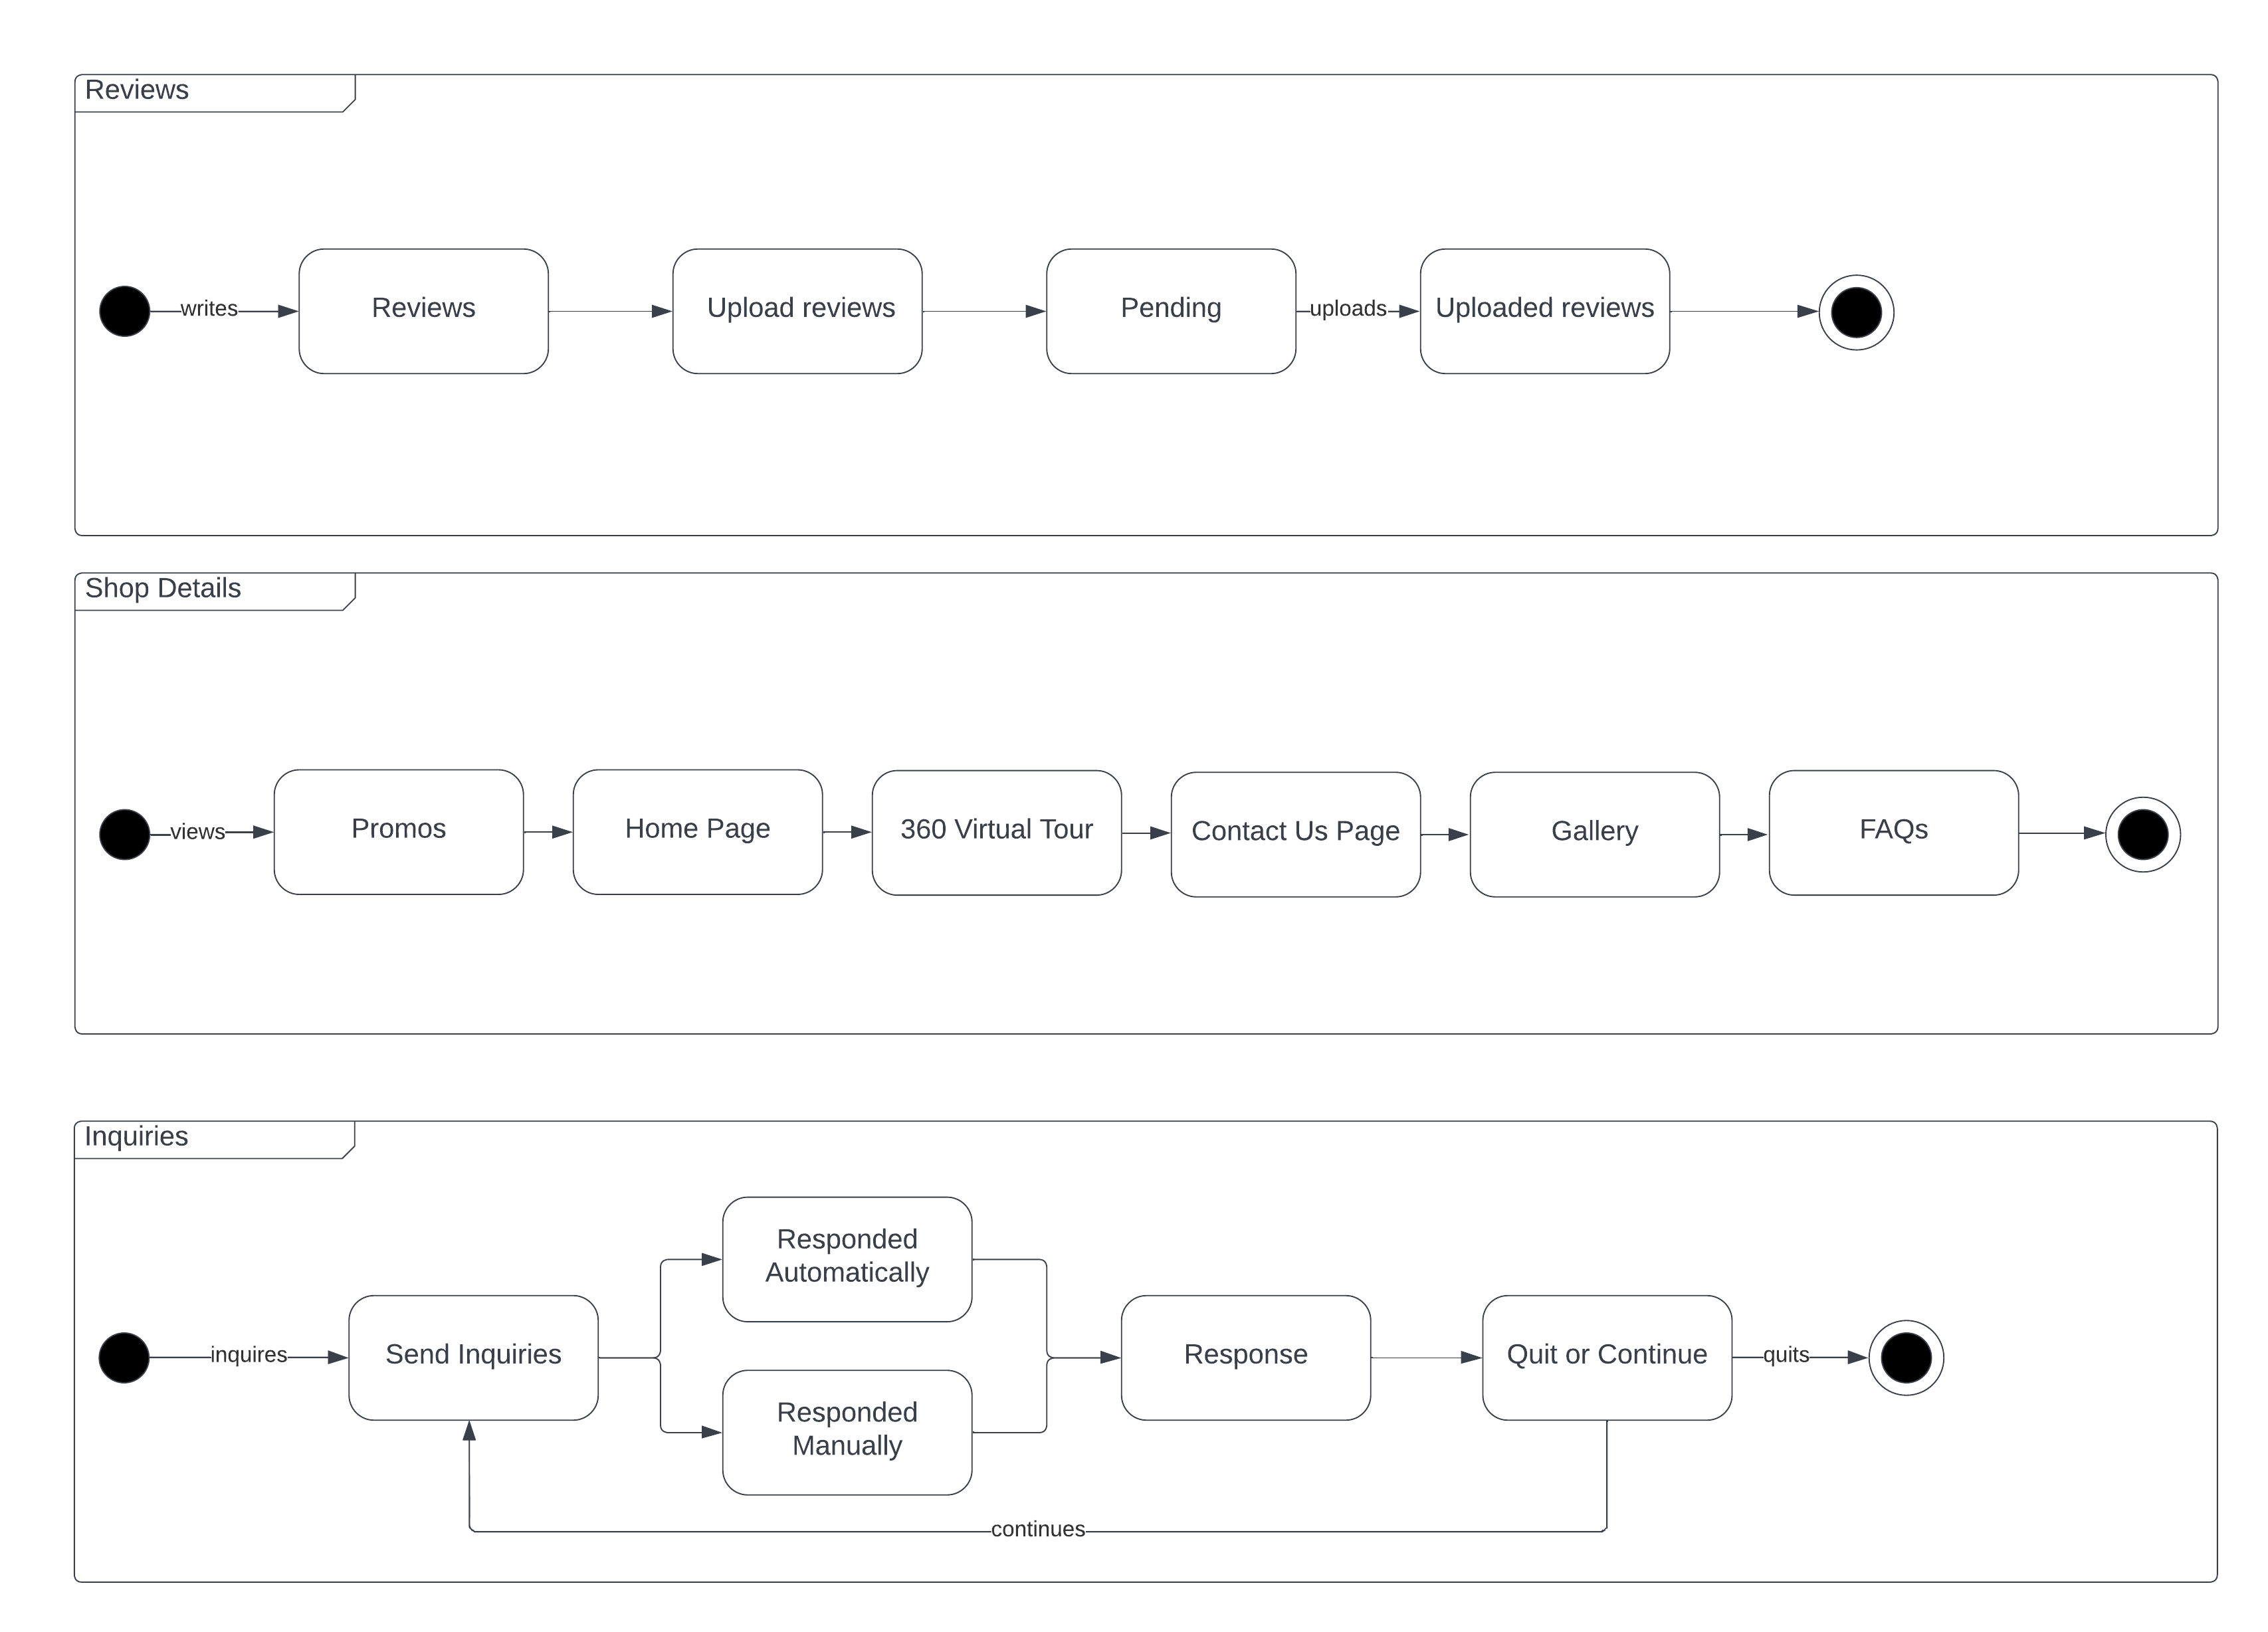 Reviews
writes
Reviews
Upload reviews
Pending
uploads
Uploaded reviews
Shop Details
views
Promos
Home Page
360 Virtual Tour
Contact Us Page
Gallery
FAQs
Inquiries
inquires
Send Inquiries
Responded
Automatically
Responded
Manually
Response
Quit or Continue
quits
continues